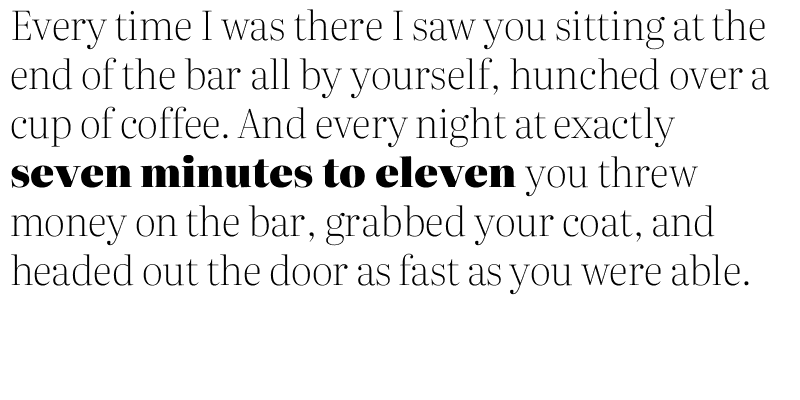 Every time I was there I saw you sitting at the
end of the bar all by yourself, hunched over a
cup of coffee. And every night at exactly
seven minutes to eleven you threw
money on the bar, grabbed your coat, and
headed out the door as fast as you were able.